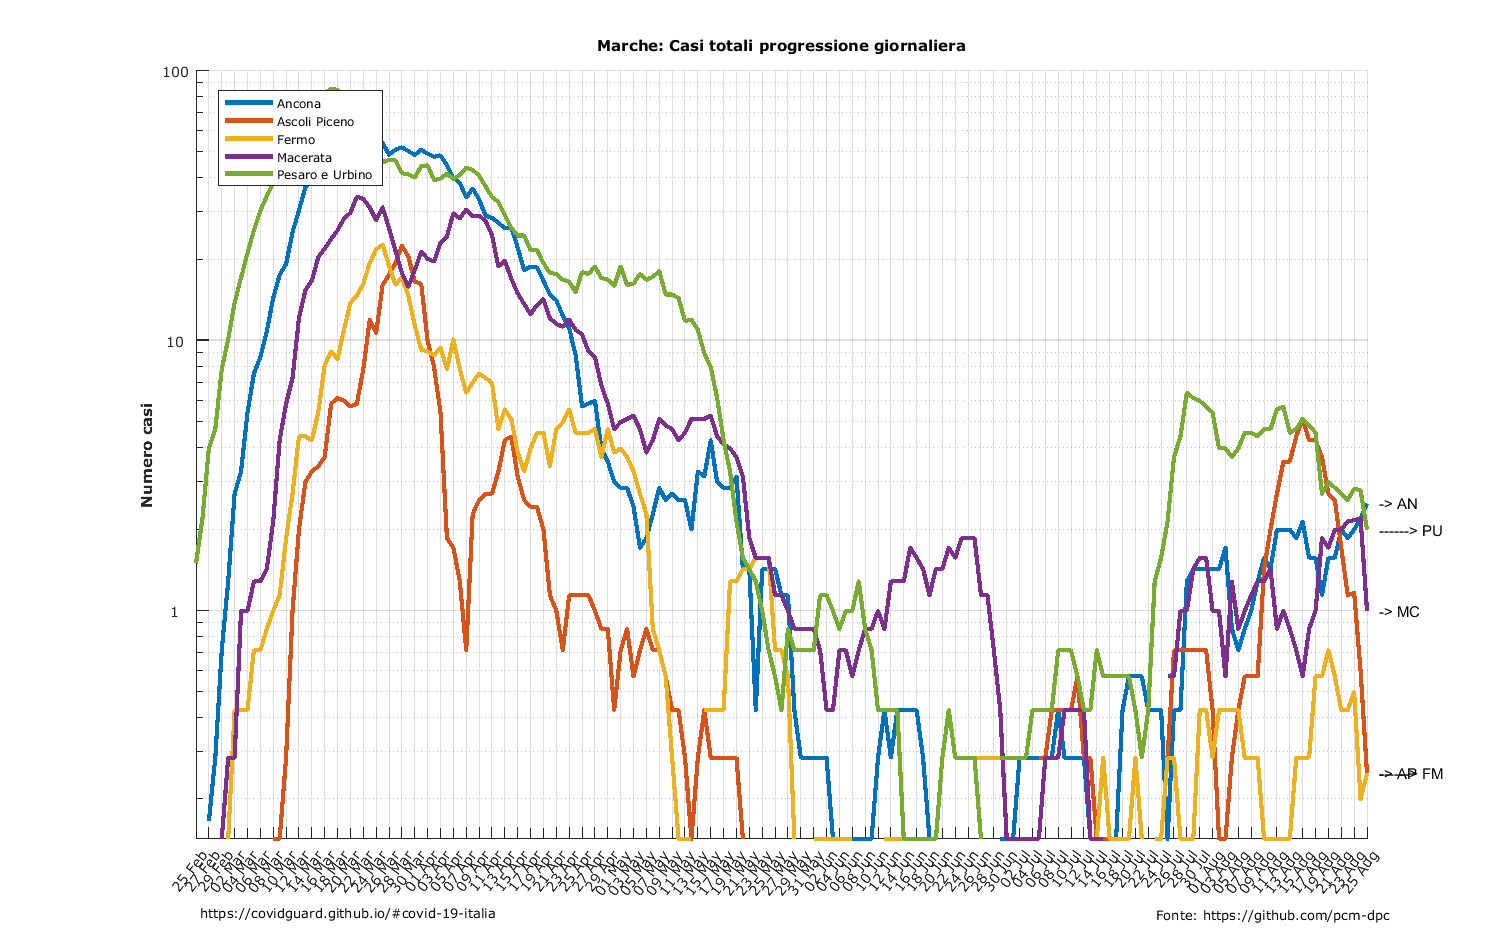 Marche: Casi totali progressione giornaliera
100
10
1
Numero casi
Ancona
Ascoli Piceno
Fermo
Macerata
Pesaro e Urbino
-> AN
------> PU
-> MC
-> AP
----> FM
25 Feb
27 Feb
29 Feb
02 Mar
04 Mar
06 Mar
08 Mar
10 Mar
12 Mar
14 Mar
16 Mar
18 Mar
20 Mar
22 Mar
24 Mar
26 Mar
28 Mar
30 Mar
01 Apr
03 Apr
05 Apr
07 Apr
09 Apr
11 Apr
13 Apr
15 Apr
17 Apr
19 Apr
21 Apr
23 Apr
25 Apr
27 Apr
29 Apr
01 May
03 May
05 May
07 May
09 May
11 May
13 May
15 May
17 May
19 May
21 May
23 May
25 May
27 May
29 May
31 May
02 Jun
04 Jun
06 Jun
08 Jun
10 Jun
12 Jun
14 Jun
16 Jun
18 Jun
20 Jun
22 Jun
24 Jun
26 Jun
28 Jun
30 Jun
02 Jul
04 Jul
06 Jul
08 Jul
10 Jul
12 Jul
14 Jul
16 Jul
18 Jul
20 Jul
22 Jul
24 Jul
26 Jul
28 Jul
30 Jul
01 Aug
03 Aug
05 Aug
07 Aug
09 Aug
11 Aug
13 Aug
15 Aug
17 Aug
19 Aug
21 Aug
23 Aug
25 Aug
https://covidguard.github.io/#covid-19-italia
Fonte: https://github.com/pcm-dpc